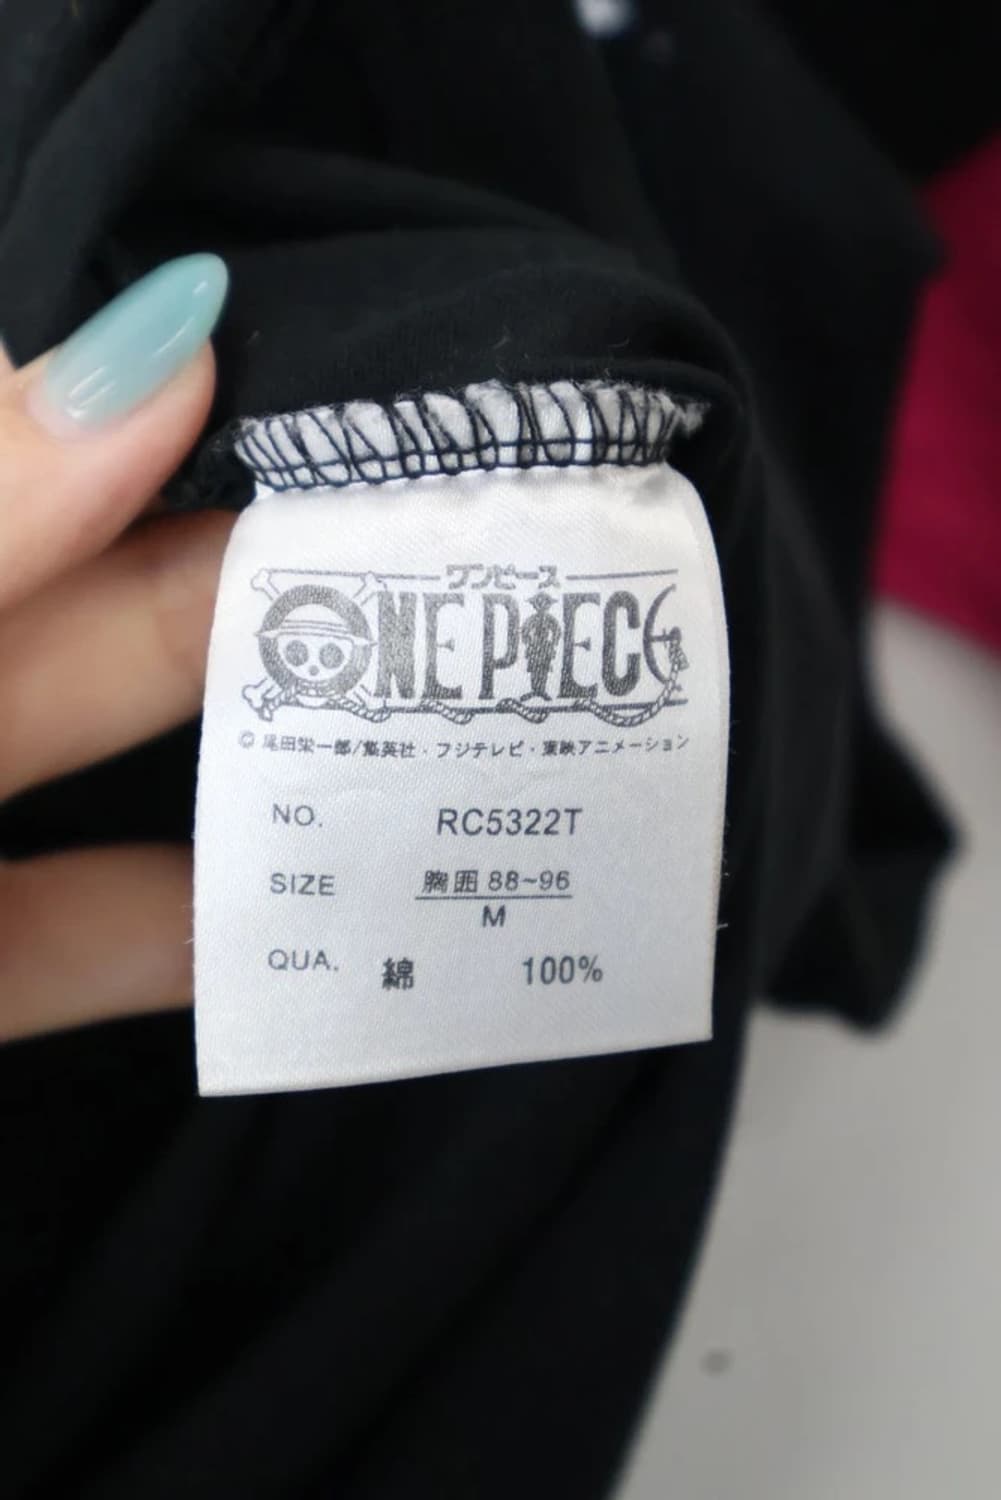 ワンピース
ONE PIECE
© 尾田栄一郎/集英社・フジテレビ・東映アニメーション
NO. RC5322T
SIZE 胸囲 88~96
M
QUA. 綿 100%